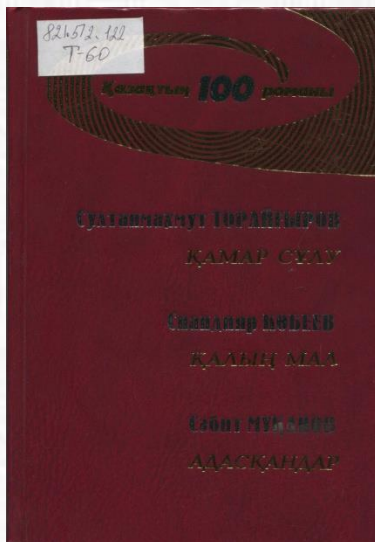 821.512.122
Т-60
Қазақтың 100 романы
Сұлтанмахмұт ТОРАЙҒЫРОВ
ҚАМАР СҰЛУ
Спандияр КӨБЕЕВ
ҚАЛЫҢ МАЛ
Сәбит МҰҚАНОВ
АДАСҚАНДАР